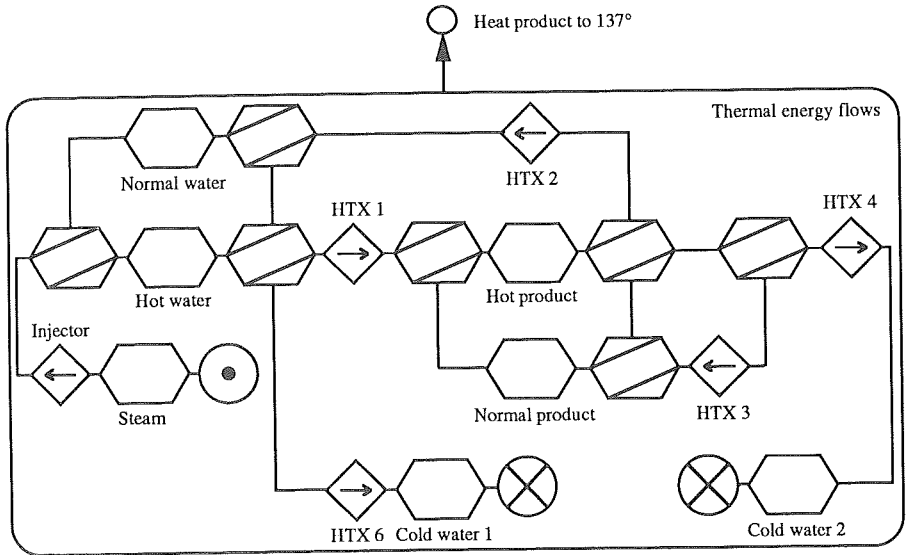 Heat product to 137°
Thermal energy flows
Normal water
HTX 2
HTX 1
HTX 4
Hot water
Hot product
Injector
Steam
Normal product
HTX 3
HTX 6
Cold water 1
Cold water 2